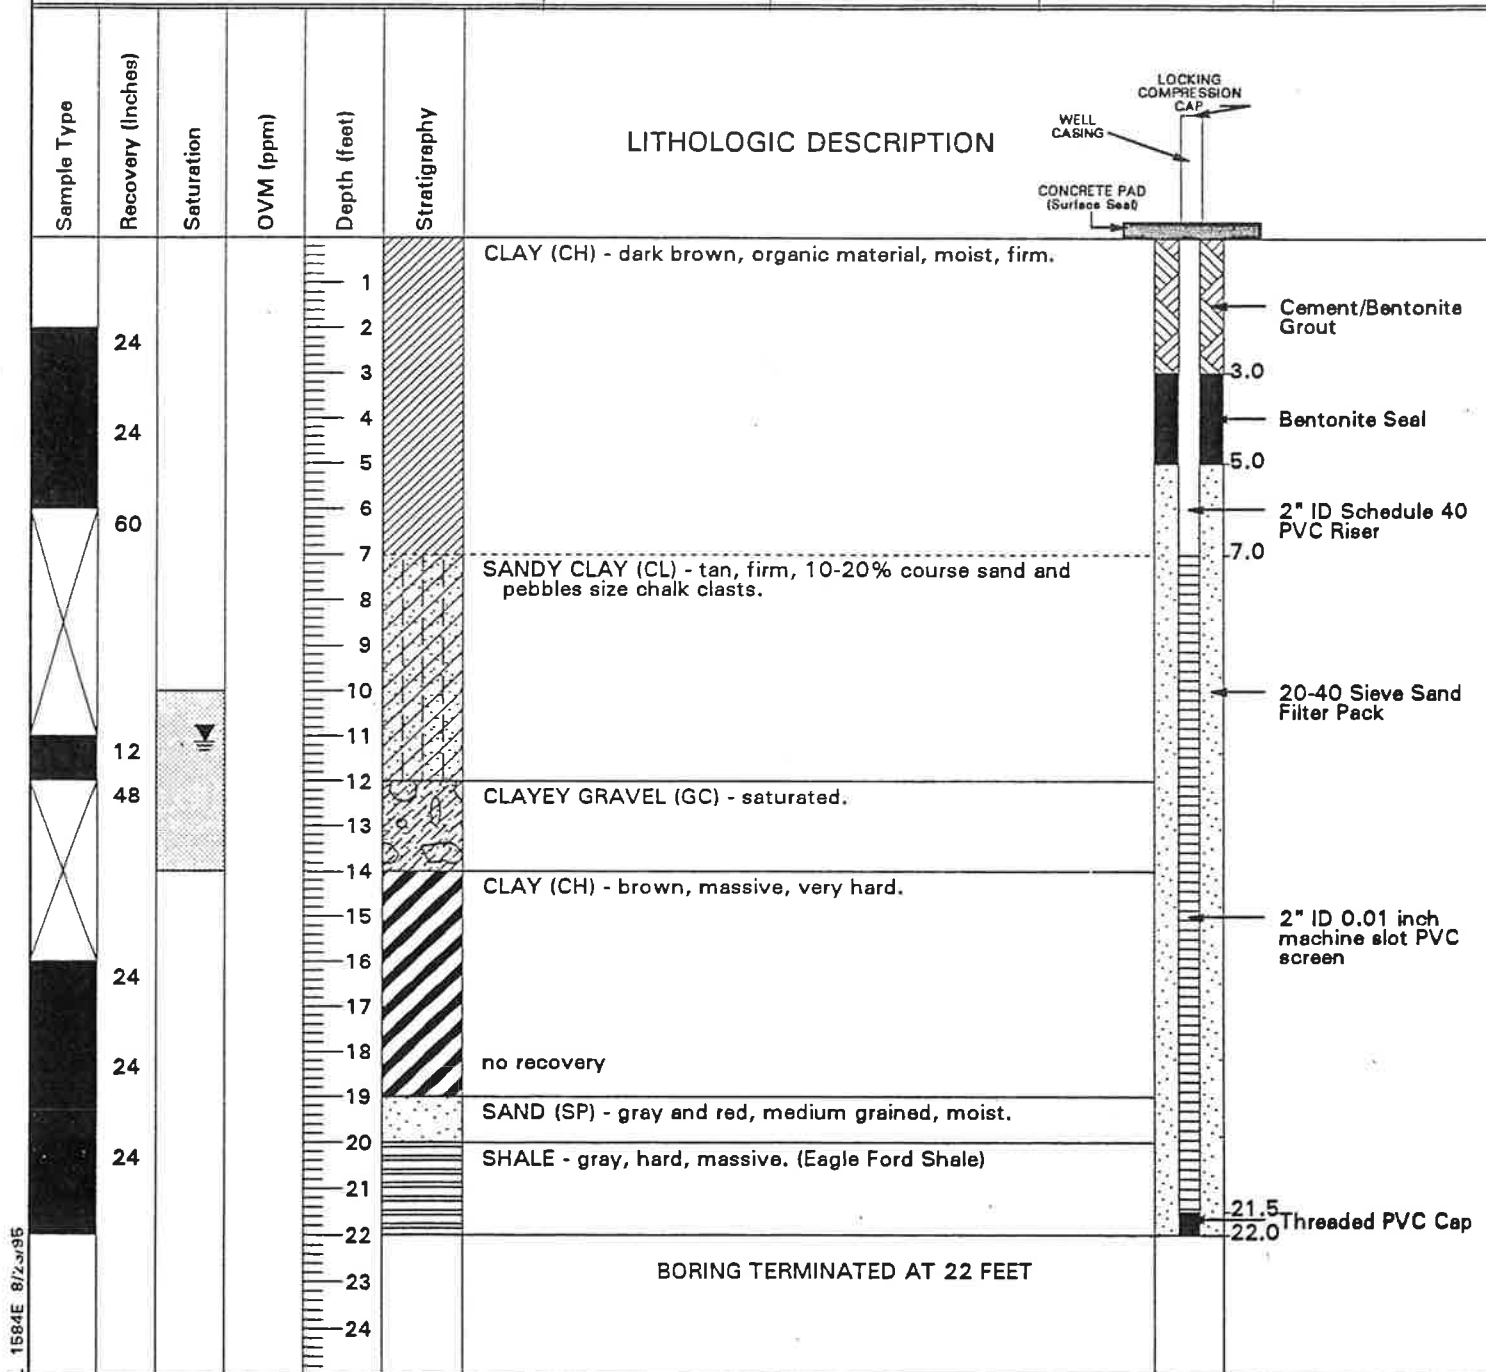 Sample Type
Recovery (Inches)
Saturation
OVM (ppm)
Depth (feet)
Stratigraphy
LITHOLOGIC DESCRIPTION
LOCKING
COMPRESSION
CAP
WELL
CASING
CONCRETE PAD
(Surface Seal)
CLAY (CH) - dark brown, organic material, moist, firm.
1
Cement/Bentonite
Grout
2
24
3
3.0
4
Bentonite Seal
24
5
5.0
6
2" ID Schedule 40
PVC Riser
60
7
7.0
SANDY CLAY (CL) - tan, firm, 10-20% course sand and
pebbles size chalk clasts.
8
9
10
20-40 Sieve Sand
Filter Pack
11
12
12
48
CLAYEY GRAVEL (GC) - saturated.
13
14
CLAY (CH) - brown, massive, very hard.
15
2" ID 0.01 inch
machine slot PVC
screen
16
24
17
18
no recovery
24
19
SAND (SP) - gray and red, medium grained, moist.
20
24
SHALE - gray, hard, massive. (Eagle Ford Shale)
21
21.5
Threaded PVC Cap
22
22.0
BORING TERMINATED AT 22 FEET
23
24
1584E